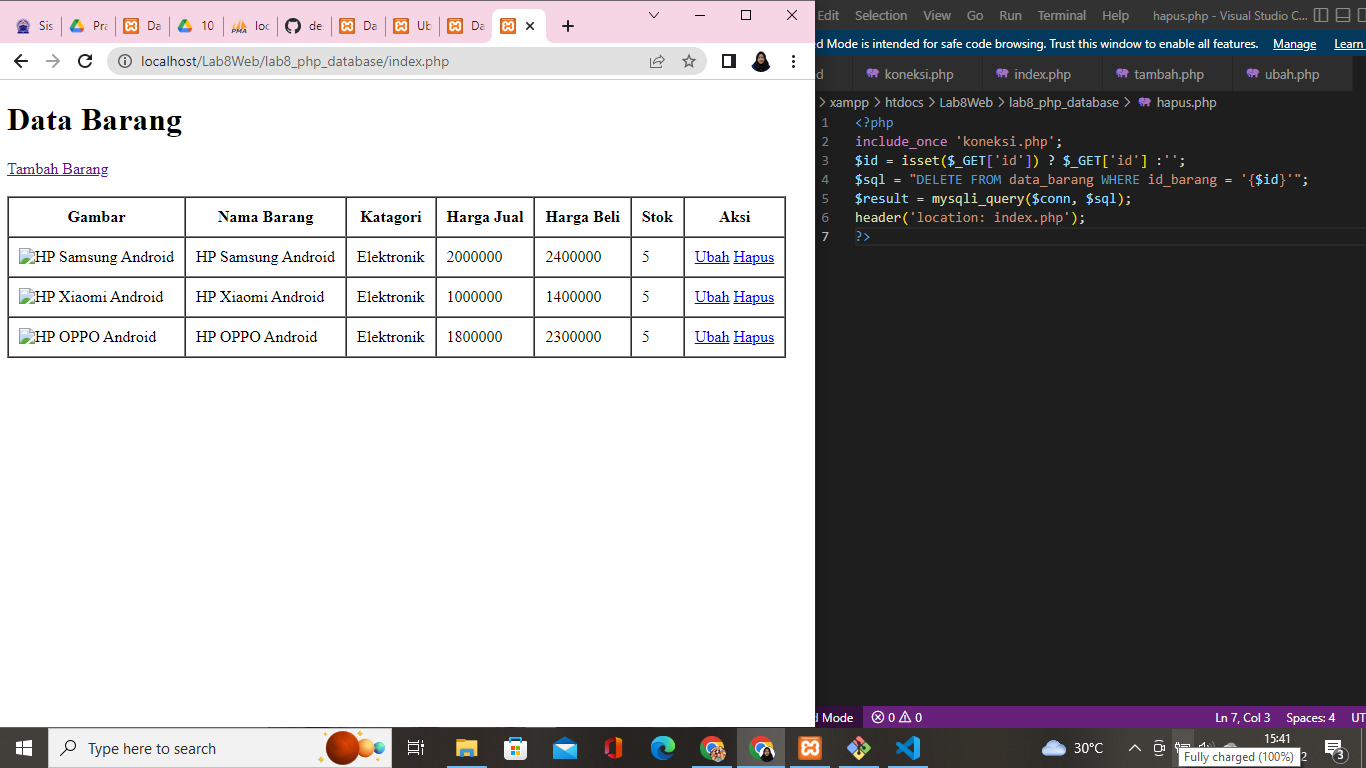 Sis
Pra
Da
10
loc
de
Da
Ub
Da
localhost/Lab8Web/lab8_php_database/index.php
Data Barang
Tambah Barang
Gambar Nama Barang Katagori Harga Jual Harga Beli Stok Aksi
HP Samsung Android HP Samsung Android Elektronik 2000000 2400000 5 Ubah Hapus
HP Xiaomi Android HP Xiaomi Android Elektronik 1000000 1400000 5 Ubah Hapus
HP OPPO Android HP OPPO Android Elektronik 1800000 2300000 5 Ubah Hapus
Edit Selection View Go Run Terminal Help hapus.php - Visual Studio C...
ed Mode is intended for safe code browsing. Trust this window to enable all features. Manage Learn
koneksi.php index.php tambah.php ubah.php
> xampp > htdocs > Lab8Web > lab8_php_database > hapus.php
1 <?php
2 include_once 'koneksi.php';
3 $id = isset($_GET['id']) ? $_GET['id'] :'';
4 $sql = "DELETE FROM data_barang WHERE id_barang = '{$id}'";
5 $result = mysqli_query($conn, $sql);
6 header('location: index.php');
7 ?>
d Mode 0 0 Ln 7, Col 3 Spaces: 4 UT
Type here to search
30°C
15:41
Fully charged (100%)
2
3